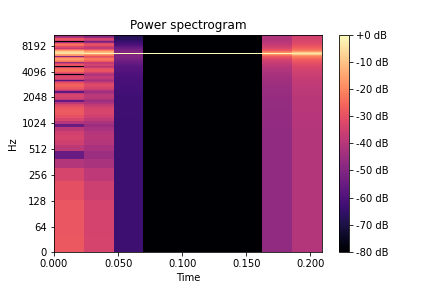 Power spectrogram
+0 dB
8192
-10 dB
4096
-20 dB
2048
-30 dB
1024
Hz
512
-40 dB
256
-50 dB
128
-60 dB
64
-70 dB
0
-80 dB
0.000
0.050
0.100
0.150
0.200
Time